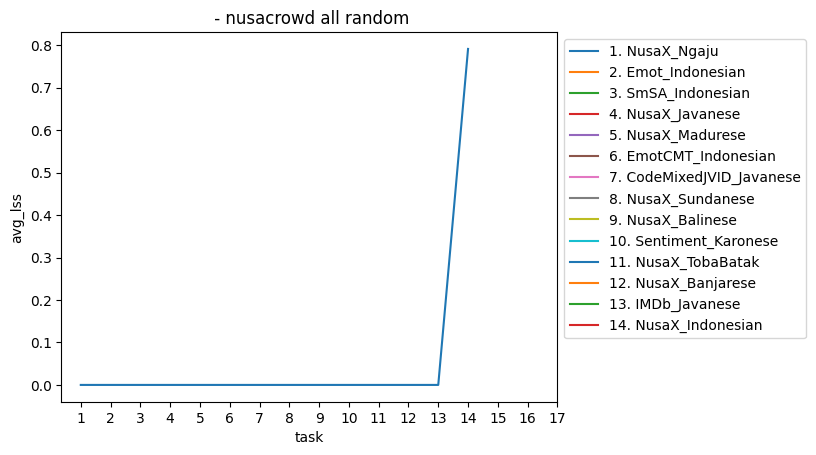 - nusacrowd all random
avg_lss
0.8
0.7
0.6
0.5
0.4
0.3
0.2
0.1
0.0
1 2 3 4 5 6 7 8 9 10 11 12 13 14 15 16 17
task
1. NusaX_Ngaju
2. Emot_Indonesian
3. SmSA_Indonesian
4. NusaX_Javanese
5. NusaX_Madurese
6. EmotCMT_Indonesian
7. CodeMixedJVID_Javanese
8. NusaX_Sundanese
9. NusaX_Balinese
10. Sentiment_Karonese
11. NusaX_TobaBatak
12. NusaX_Banjarese
13. IMDb_Javanese
14. NusaX_Indonesian